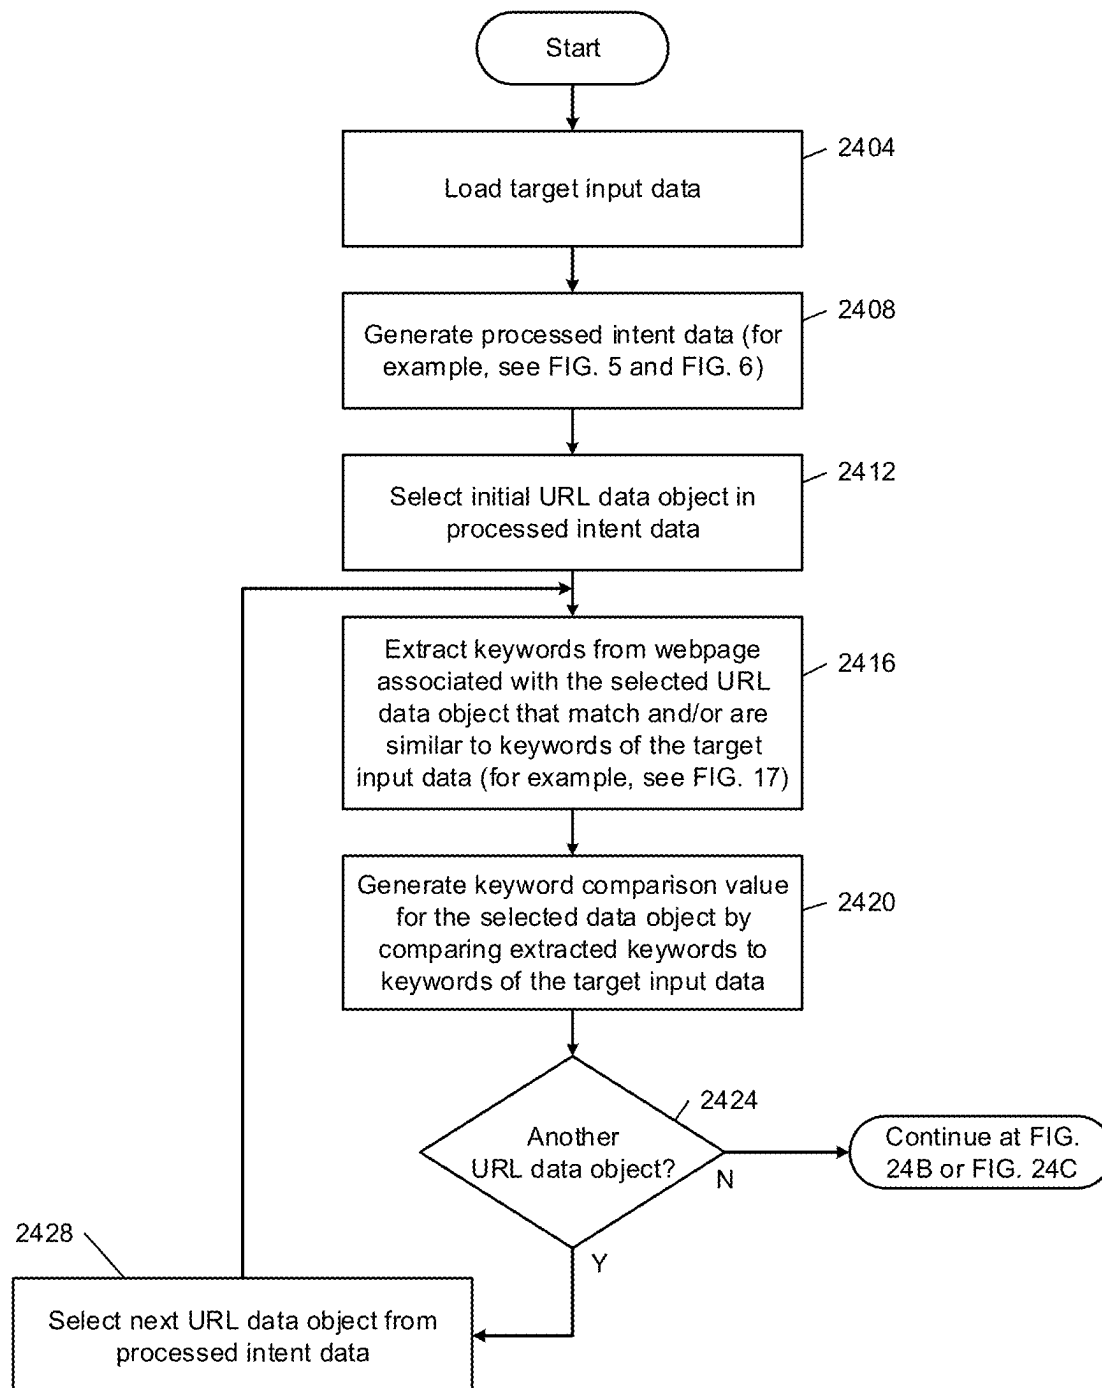 Start
2404
Load target input data
2408
Generate processed intent data (for
example, see FIG. 5 and FIG. 6)
2412
Select initial URL data object in
processed intent data
Extract keywords from webpage
associated with the selected URL
data object that match and/or are
similar to keywords of the target
input data (for example, see FIG. 17)
2416
Generate keyword comparison value
for the selected data object by
comparing extracted keywords to
keywords of the target input data
2420
2424
Another
URL data object?
N
Continue at FIG.
24B or FIG. 24C
Y
2428
Select next URL data object from
processed intent data